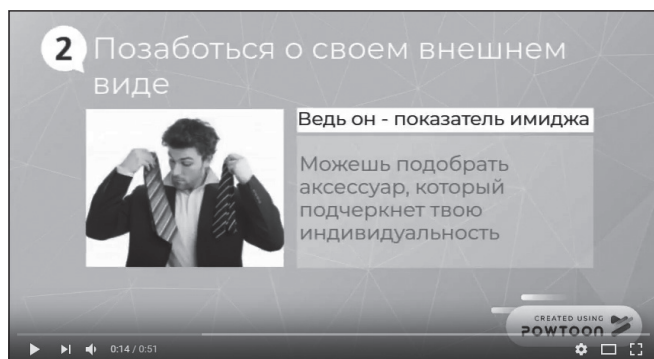 2 Позаботься о своем внешнем
виде
Ведь он - показатель имиджа
Можешь подобрать
аксессуар, который
подчеркнет твою
индивидуальность
CREATED USING
POWTOON
0:14 / 0:51